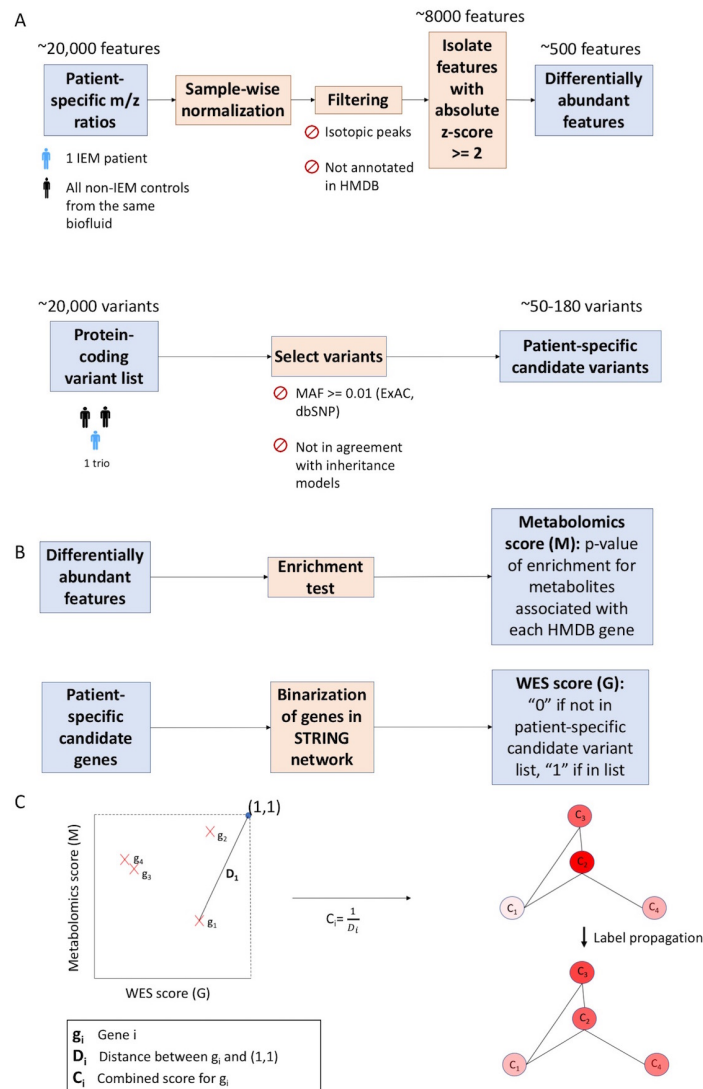 A
~20,000 features
Patient-
specific m/z
ratios
1 IEM patient
All non-IEM controls
from the same
biofluid
Sample-wise
normalization
Filtering
Isotopic peaks
Not annotated
in HMDB
~8000 features
Isolate
features
with
absolute
z-score
>= 2
~500 features
Differentially
abundant
features
~20,000 variants
Protein-
coding
variant list
1 trio
Select variants
MAF >= 0.01 (ExAC,
dbSNP)
Not in agreement
with inheritance
models
~50-180 variants
Patient-specific
candidate variants
B
Differentially
abundant
features
Enrichment
test
Metabolomics
score (M): p-value
of enrichment for
metabolites
associated with
each HMDB gene
Patient-
specific
candidate
genes
Binarization
of genes in
STRING
network
WES score (G):
“0” if not in
patient-specific
candidate variant
list, “1” if in list
C
Metabolomics score (M)
(1,1)
g₂
g₄
g₃
D₁
g₁
WES score (G)
Cᵢ= 1/Dᵢ
C₃
C₂
C₁
C₄
Label propagation
C₃
C₂
C₁
C₄
gᵢ Gene i
Dᵢ Distance between gᵢ and (1,1)
Cᵢ Combined score for gᵢ